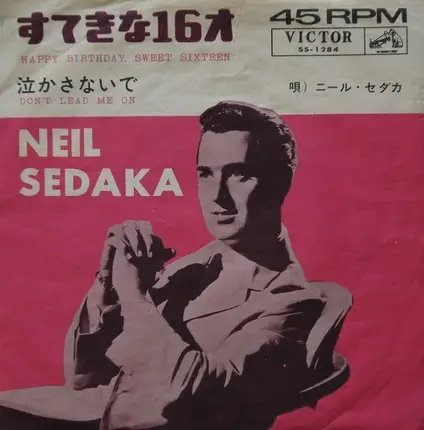 すてきな16才
HAPPY BIRTHDAY, SWEET SIXTEEN
泣かさないで
DON'T LEAD ME ON
45 RPM
VICTOR
SS-1284
唄) ニール・セダカ
NEIL
SEDAKA